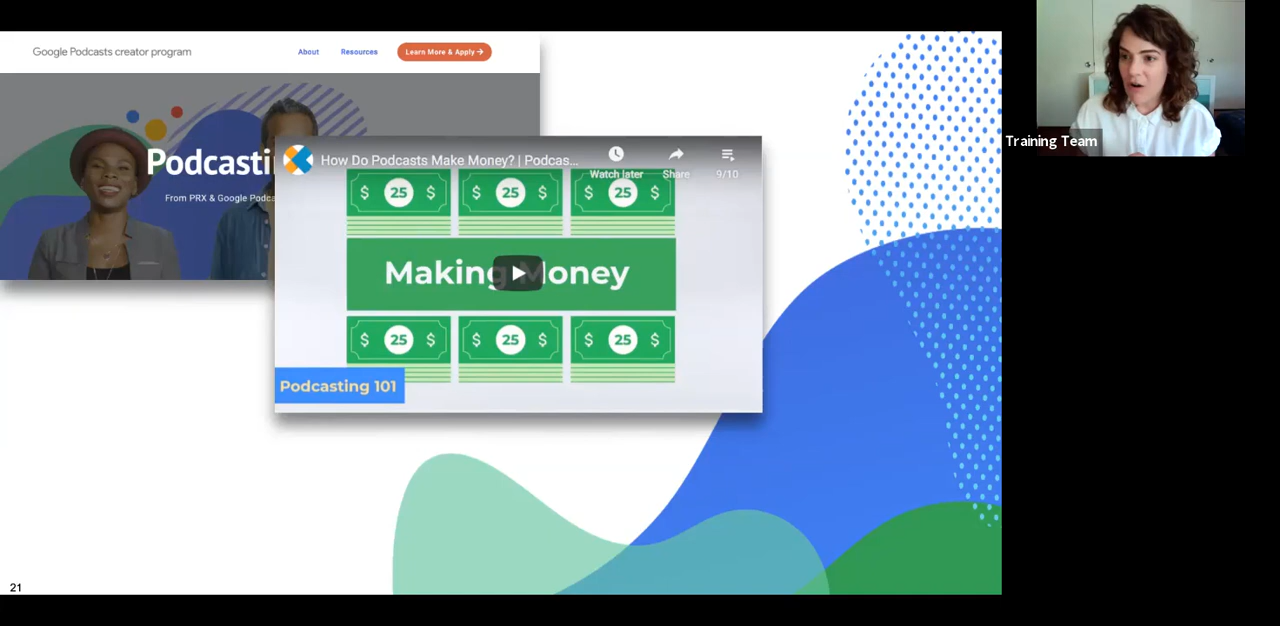 Google Podcasts creator program
About
Resources
Learn More & Apply →
Podcasti
From PRX & Google Podca
How Do Podcasts Make Money? | Podcas...
Watch later
Share
9/10
$ 25 $
$ 25 $
$ 25 $
Making Money
$ 25 $
$ 25 $
$ 25 $
Podcasting 101
21
Training Team